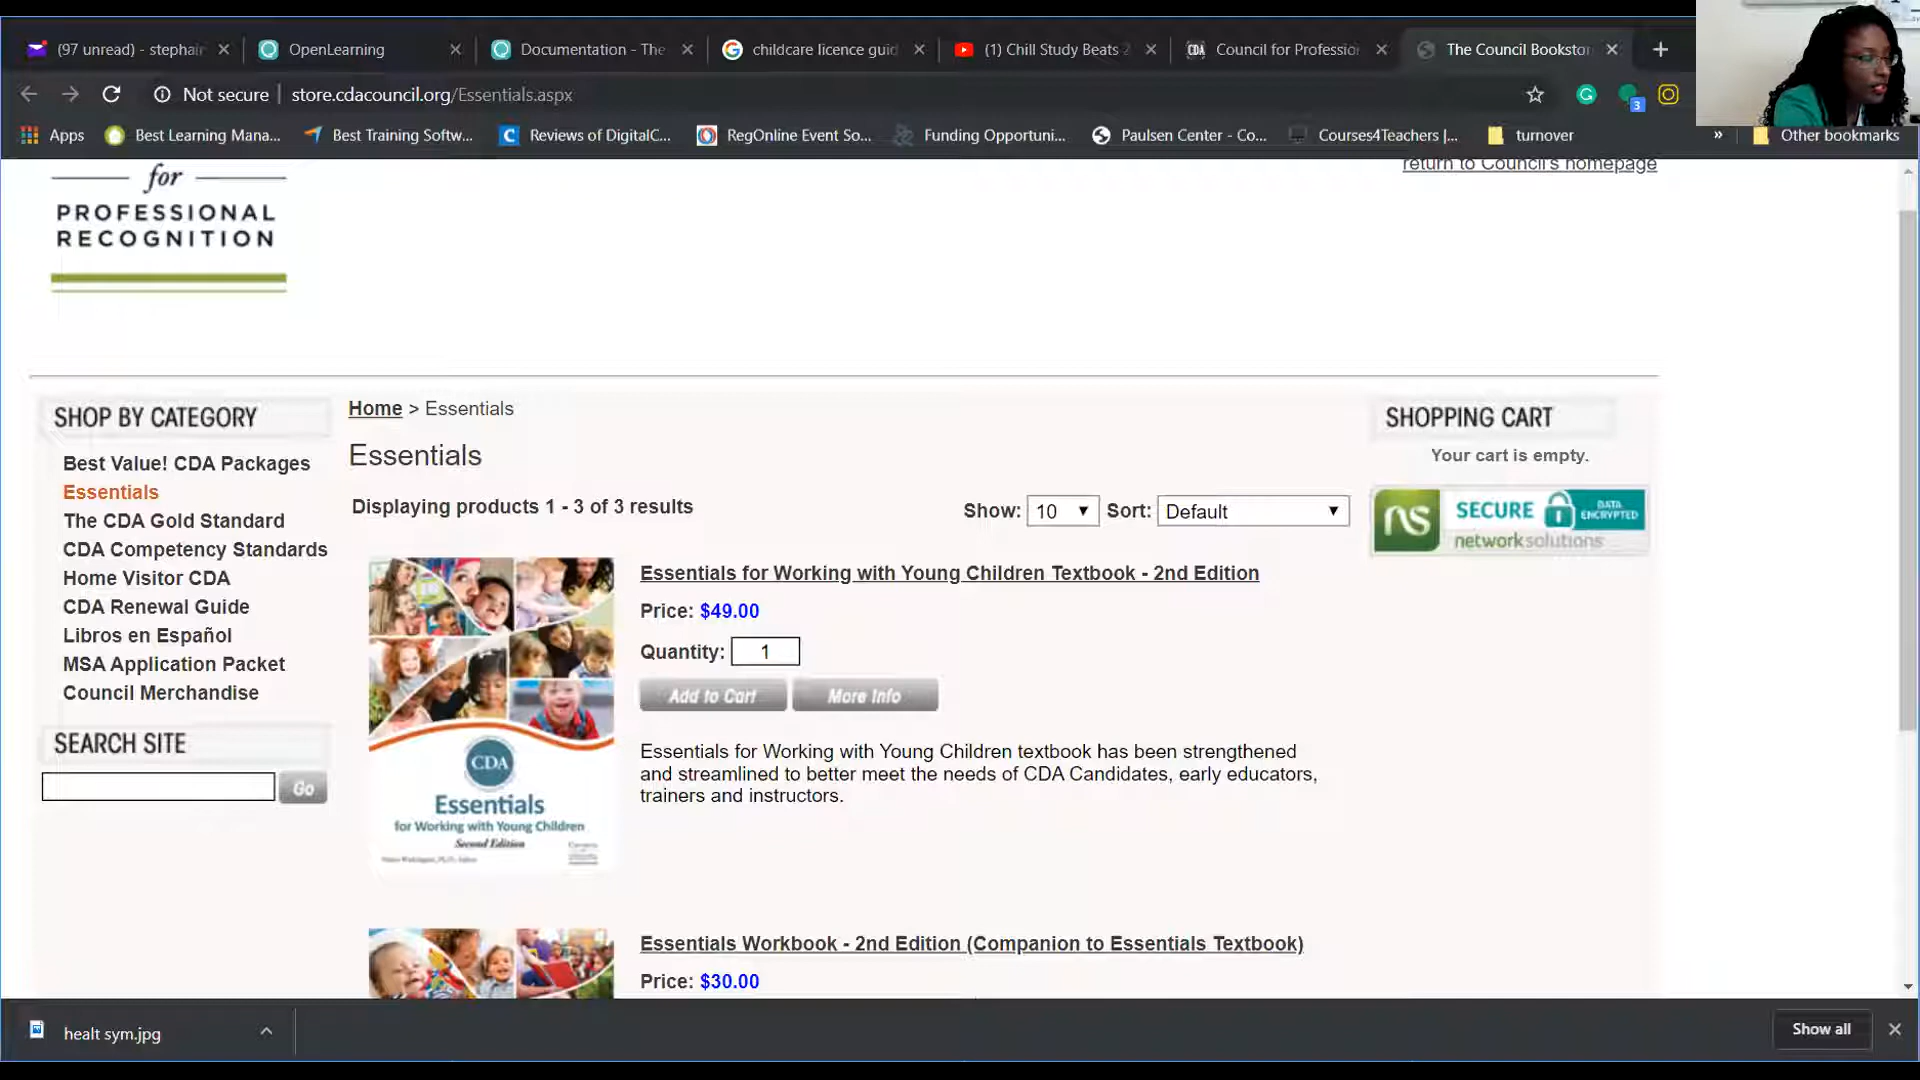 (97 unread) - stephair
OpenLearning
Documentation - The
childcare licence guid
(1) Chill Study Beats 2
CDA Council for Professio
The Council Booksto
Not secure store.cdacouncil.org/Essentials.aspx
3
Apps
Best Learning Mana...
Best Training Softw...
Reviews of DigitalC...
RegOnline Event So...
Funding Opportuni...
Paulsen Center - Co...
Courses4Teachers |...
turnover
»
Other bookmarks
return to Council's homepage
for
PROFESSIONAL
RECOGNITION
SHOP BY CATEGORY
Best Value! CDA Packages
Essentials
The CDA Gold Standard
CDA Competency Standards
Home Visitor CDA
CDA Renewal Guide
Libros en Español
MSA Application Packet
Council Merchandise
SEARCH SITE
Go
Home > Essentials
Essentials
Displaying products 1 - 3 of 3 results
Show: 10 Sort: Default
Essentials for Working with Young Children Textbook - 2nd Edition
Price: $49.00
Quantity: 1
Add to Cart More Info
Essentials for Working with Young Children textbook has been strengthened
and streamlined to better meet the needs of CDA Candidates, early educators,
trainers and instructors.
CDA
Essentials
for Working with Young Children
Second Edition
Essentials Workbook - 2nd Edition (Companion to Essentials Textbook)
Price: $30.00
SHOPPING CART
Your cart is empty.
ns SECURE DATA
ENCRYPTED
networksolutions
healt sym.jpg
Show all